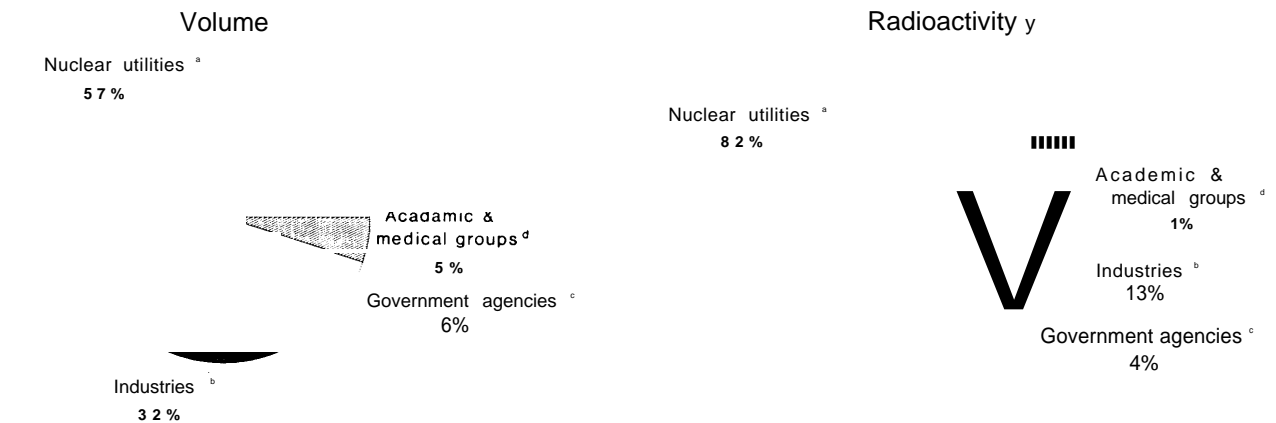 Volume
Nuclear utilities a
57%
Acadamic &
medical groups d
5%
Government agencies c
6%
Industries b
32%
Radioactivity y
Nuclear utilities a
82%
Academic &
medical groups d
1%
Industries b
13%
Government agencies c
4%